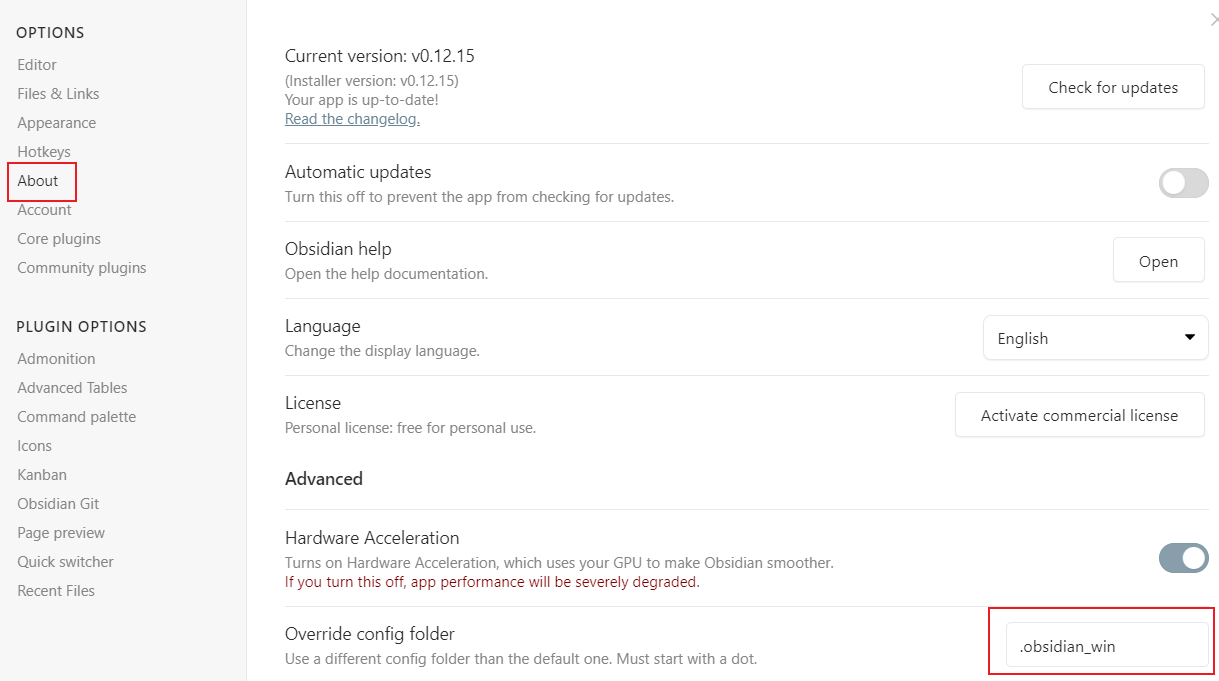 OPTIONS
Editor
Files & Links
Appearance
Hotkeys
About
Account
Core plugins
Community plugins
PLUGIN OPTIONS
Admonition
Advanced Tables
Command palette
Icons
Kanban
Obsidian Git
Page preview
Quick switcher
Recent Files
Current version: v0.12.15
(Installer version: v0.12.15)
Your app is up-to-date!
Read the changelog.
Check for updates
Automatic updates
Turn this off to prevent the app from checking for updates.
Obsidian help
Open the help documentation.
Open
Language
Change the display language.
English
License
Personal license: free for personal use.
Activate commercial license
Advanced
Hardware Acceleration
Turns on Hardware Acceleration, which uses your GPU to make Obsidian smoother.
If you turn this off, app performance will be severely degraded.
Override config folder
Use a different config folder than the default one. Must start with a dot.
.obsidian_win